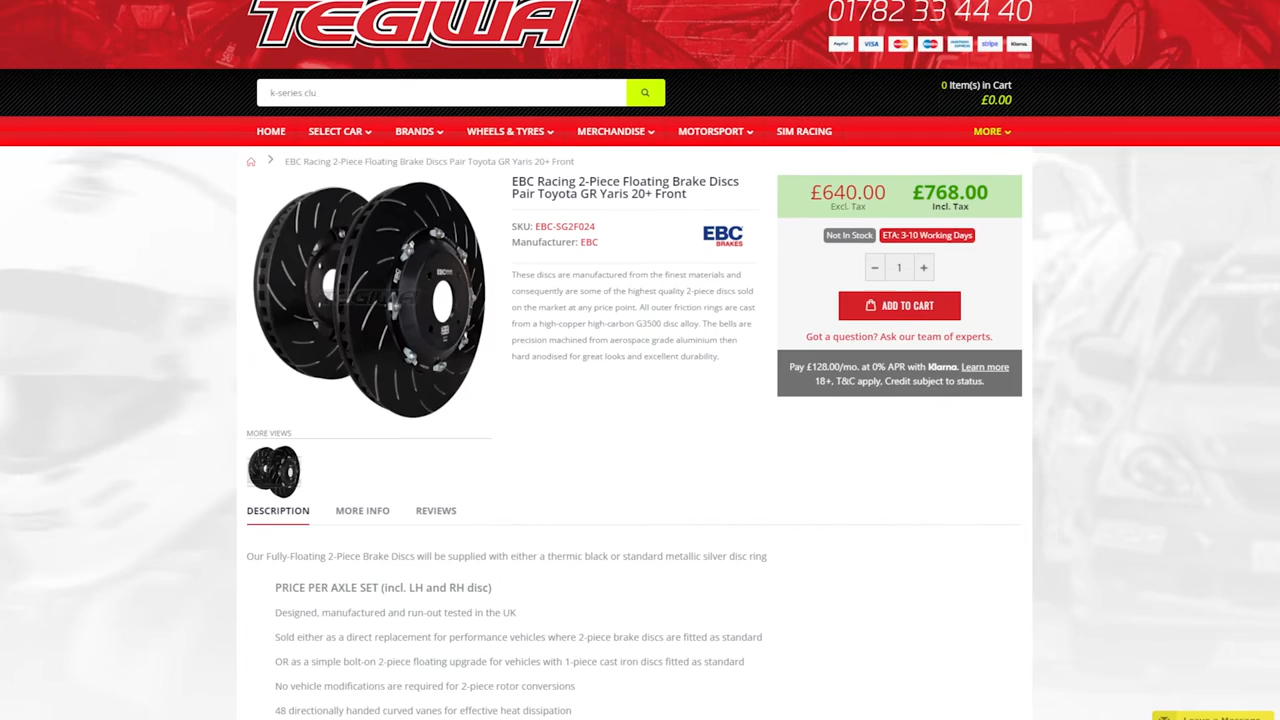 TEGIWA
01782 33 44 40
PayPal VISA stripe Klarna.
k-series clu
0 Item(s) in Cart
£0.00
HOME SELECT CAR BRANDS WHEELS & TYRES MERCHANDISE MOTORSPORT SIM RACING MORE
EBC Racing 2-Piece Floating Brake Discs Pair Toyota GR Yaris 20+ Front
EBC Racing 2-Piece Floating Brake Discs
Pair Toyota GR Yaris 20+ Front
SKU: EBC-SG2F024
Manufacturer: EBC
EBC
BRAKES
These discs are manufactured from the finest materials and
consequently are some of the highest quality 2-piece discs sold
on the market at any price point. All outer friction rings are cast
from a high-copper high-carbon G3500 disc alloy. The bells are
precision machined from aerospace grade aluminium then
hard anodised for great looks and excellent durability.
£640.00 £768.00
Excl. Tax Incl. Tax
Not In Stock ETA: 3-10 Working Days
− 1 +
ADD TO CART
Got a question? Ask our team of experts.
Pay £128.00/mo. at 0% APR with Klarna. Learn more
18+, T&C apply, Credit subject to status.
TEGIWA
MORE VIEWS
DESCRIPTION MORE INFO REVIEWS
Our Fully-Floating 2-Piece Brake Discs will be supplied with either a thermic black or standard metallic silver disc ring
PRICE PER AXLE SET (incl. LH and RH disc)
Designed, manufactured and run-out tested in the UK
Sold either as a direct replacement for performance vehicles where 2-piece brake discs are fitted as standard
OR as a simple bolt-on 2-piece floating upgrade for vehicles with 1-piece cast iron discs fitted as standard
No vehicle modifications are required for 2-piece rotor conversions
48 directionally handed curved vanes for effective heat dissipation
Leave a Message